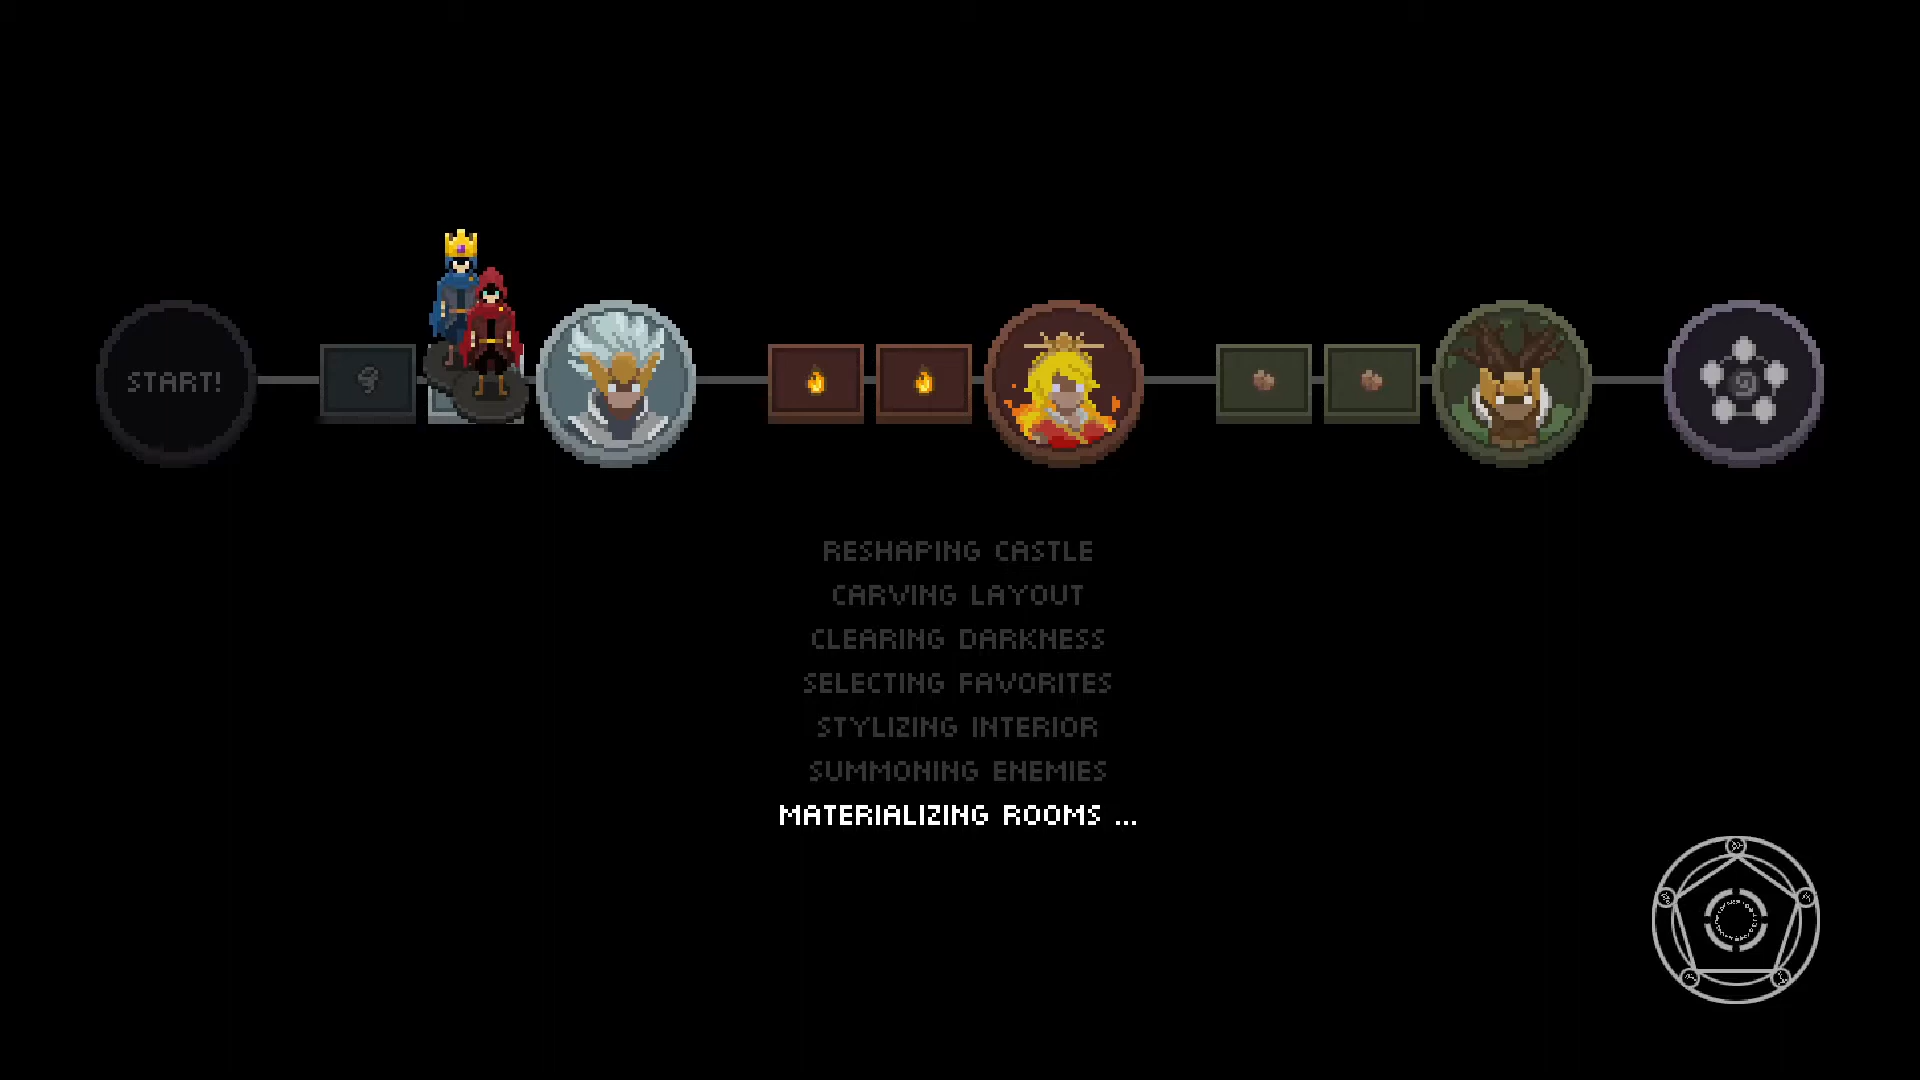 START!
RESHAPING CASTLE
CARVING LAYOUT
CLEARING DARKNESS
SELECTING FAVORITES
STYLIZING INTERIOR
SUMMONING ENEMIES
MATERIALIZING ROOMS ...